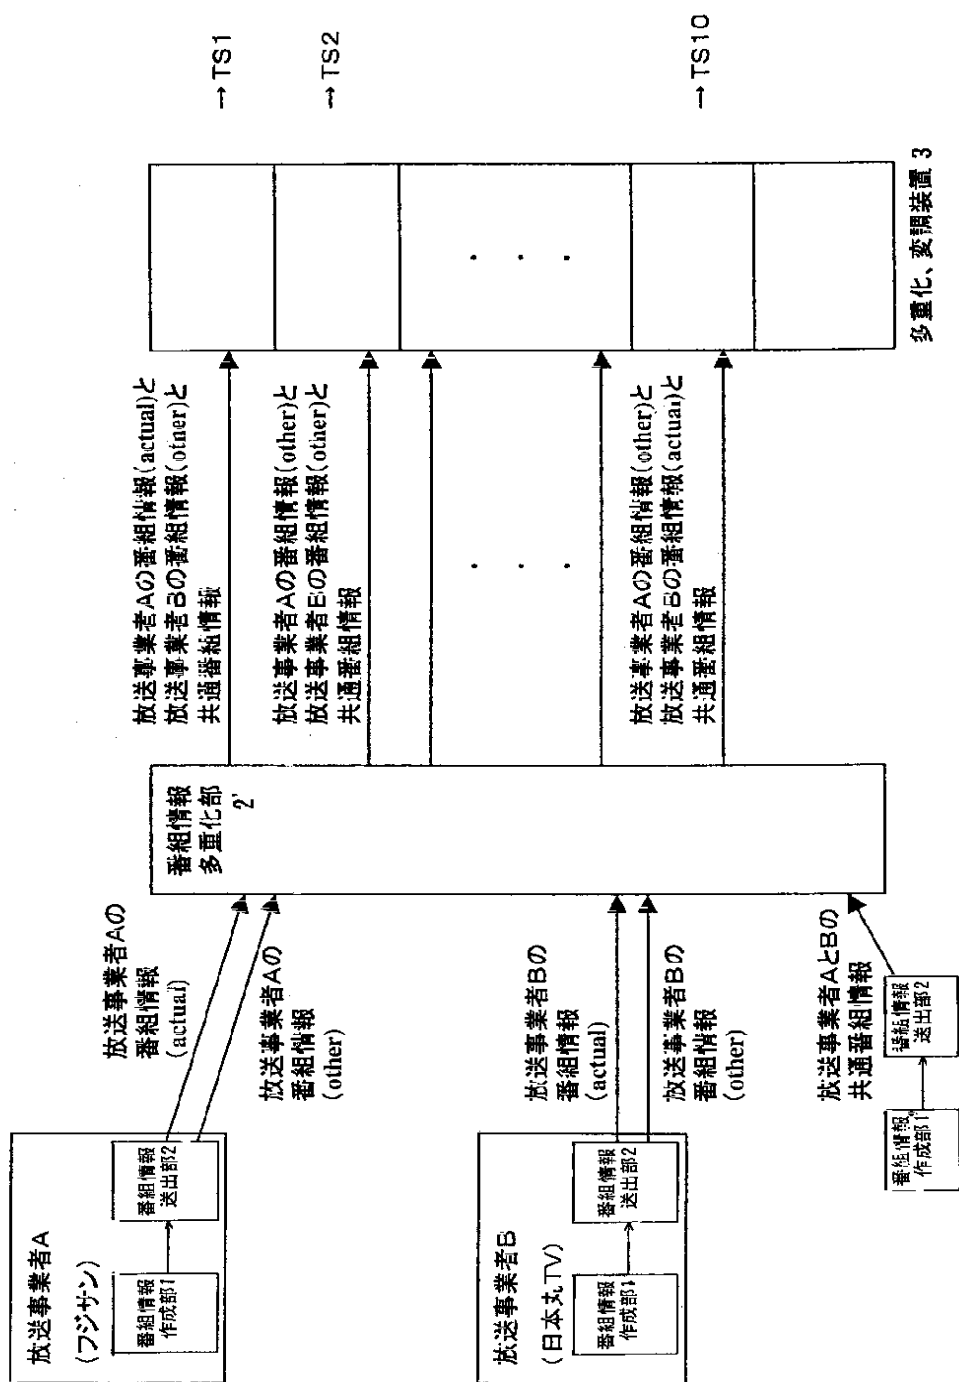 放送事業者A
(フジサン)
番組情報
作成部1
番組情報
送出部2
放送事業者Aの
番組情報
(actual)
放送事業者Aの
番組情報
(other)
放送事業者B
(日本丸TV)
番組情報
作成部1
番組情報
送出部2
放送事業者Bの
番組情報
(actual)
放送事業者Bの
番組情報
(other)
番組情報
作成部1
番組情報
送出部2
放送事業者AとBの
共通番組情報
番組情報
多重化部
2'
放送事業者Aの番組情報(actual)と
放送事業者Bの番組情報(other)と
共通番組情報
放送事業者Aの番組情報(other)と
放送事業者Bの番組情報(other)と
共通番組情報
放送事業者Aの番組情報(other)と
放送事業者Bの番組情報(actual)と
共通番組情報
多重化、変調装置 3
→TS1
→TS2
→TS10